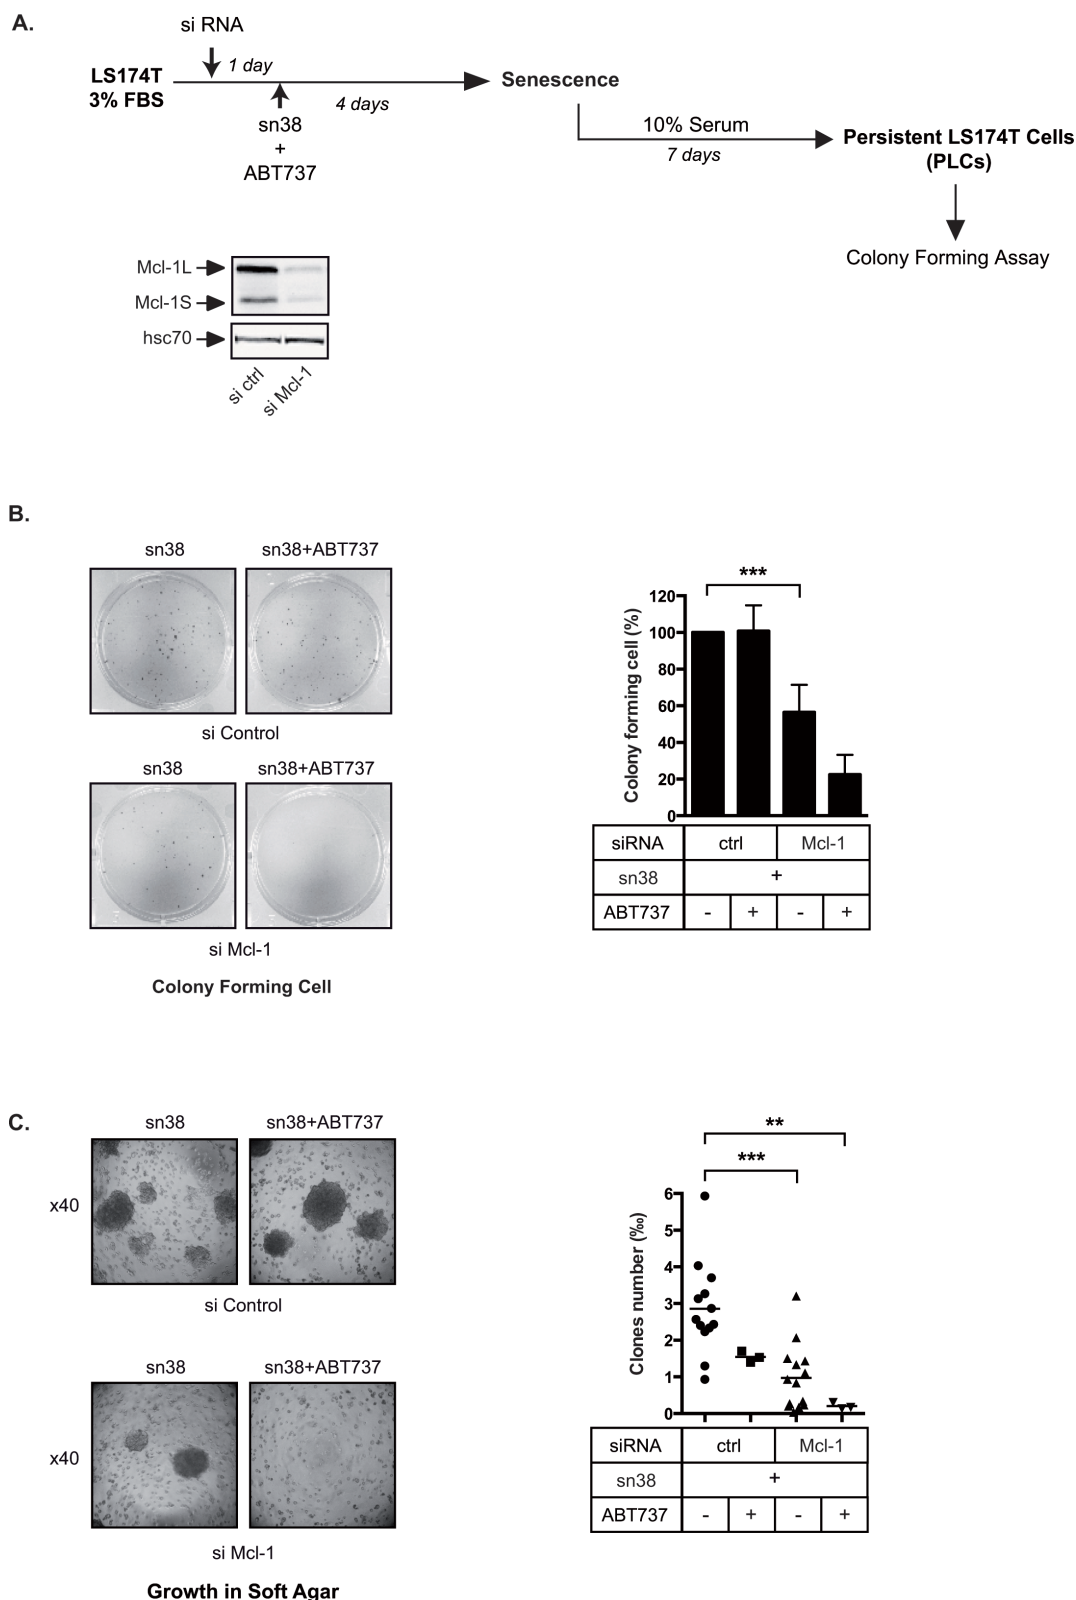 A.
si RNA
1 day
LS174T
3% FBS
4 days
Senescence
sn38
+
ABT737
10% Serum
7 days
Persistent LS174T Cells
(PLCs)
Colony Forming Assay
Mcl-1L
Mcl-1S
hsc70
si ctrl
si Mcl-1
B.
sn38
sn38+ABT737
si Control
sn38
sn38+ABT737
si Mcl-1
Colony Forming Cell
***
Colony forming cell (%)
120
100
80
60
40
20
0
siRNA ctrl Mcl-1
sn38 +
ABT737 - + - +
C.
sn38
sn38+ABT737
x40
si Control
sn38
sn38+ABT737
x40
si Mcl-1
Growth in Soft Agar
**
***
Clones number (‰)
6
5
4
3
2
1
0
siRNA ctrl Mcl-1
sn38 +
ABT737 - + - +